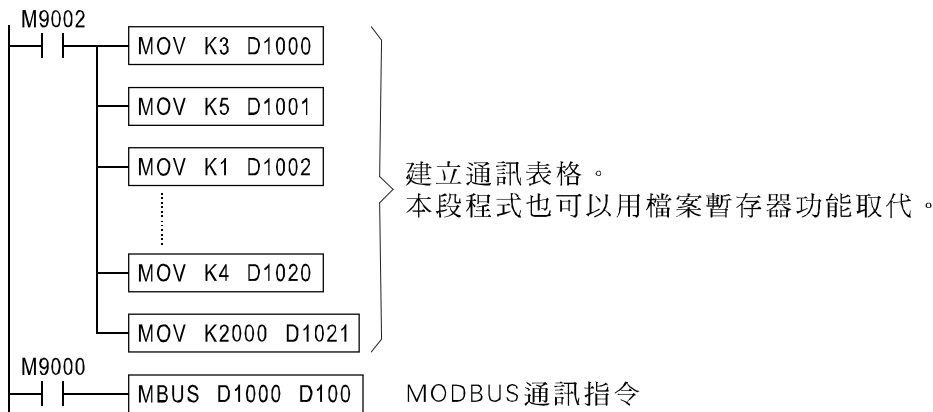 M9002
MOV K3 D1000
MOV K5 D1001
MOV K1 D1002
建立通訊表格。
本段程式也可以用檔案暫存器功能取代。
MOV K4 D1020
MOV K2000 D1021
M9000
MBUS D1000 D100 MODBUS通訊指令